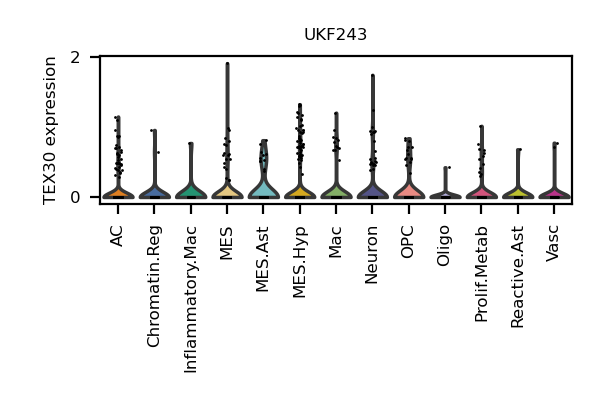 UKF243
TEX30 expression
2
0
AC
Chromatin.Reg
Inflammatory.Mac
MES
MES.Ast
MES.Hyp
Mac
Neuron
OPC
Oligo
Prolif.Metab
Reactive.Ast
Vasc